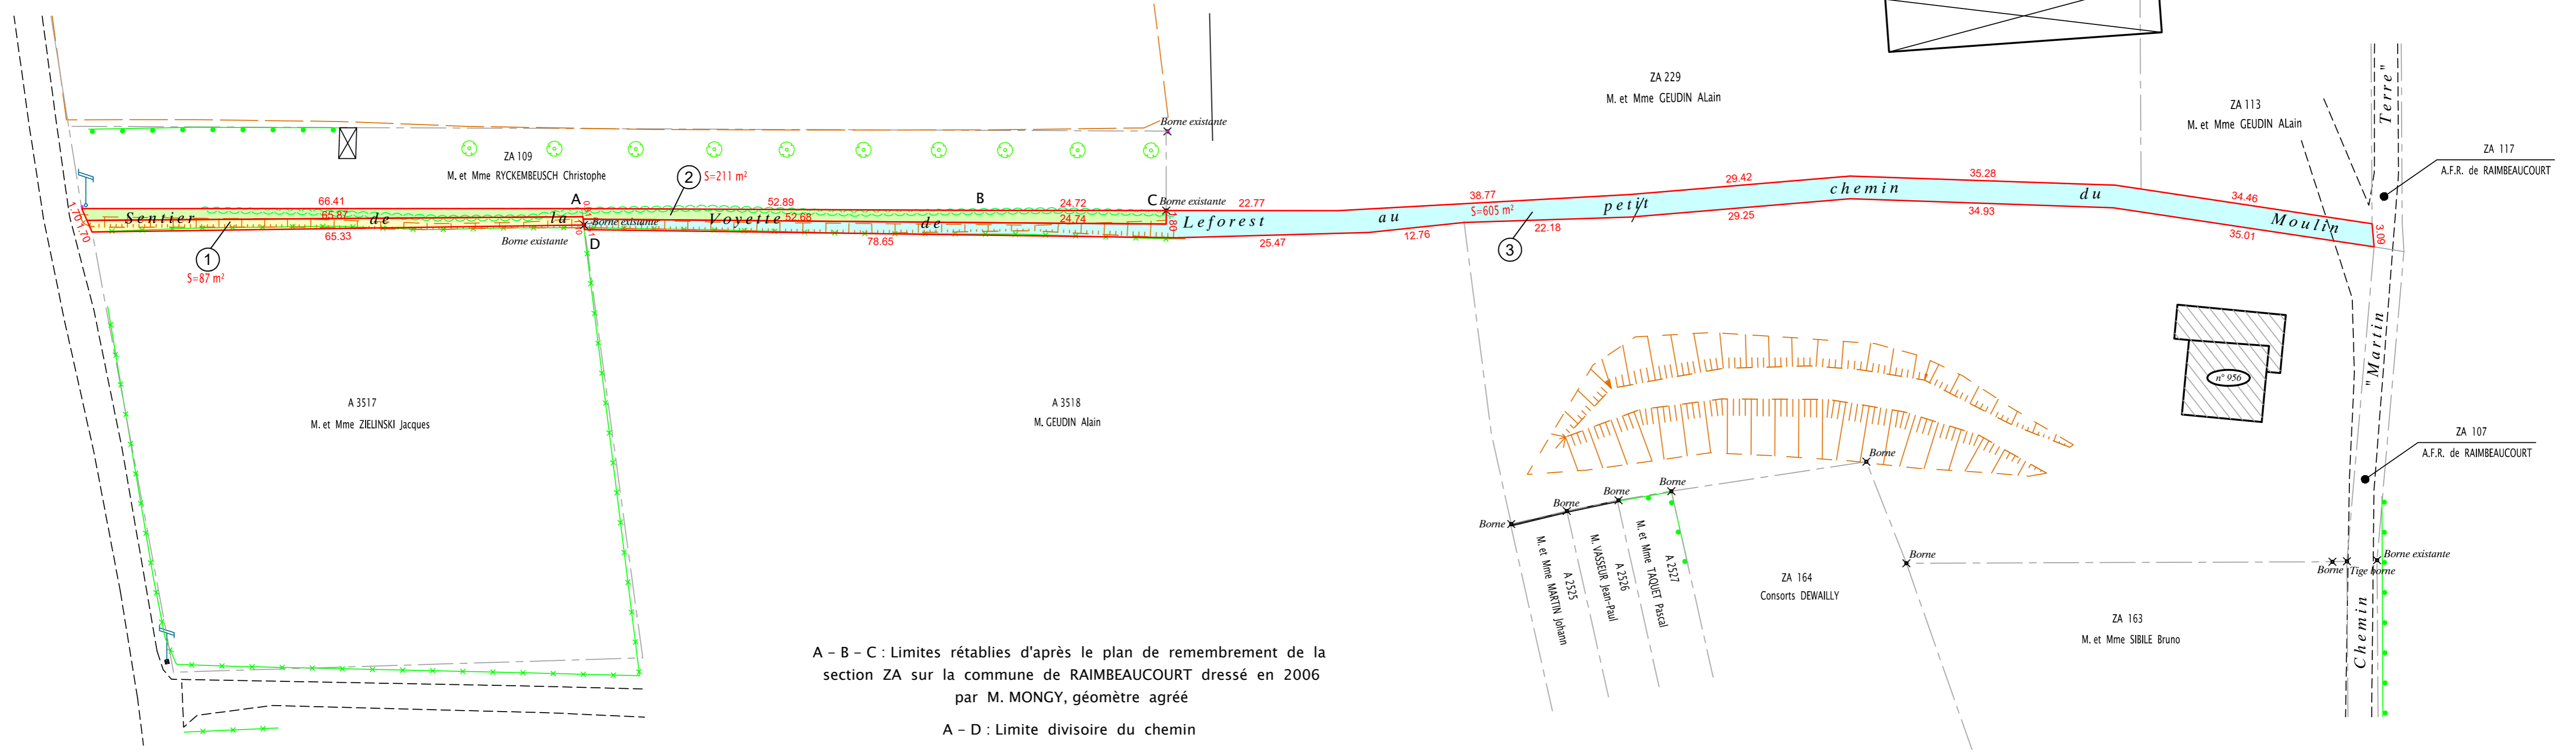 ZA 229
M. et Mme GEUDIN ALain
ZA 113
M. et Mme GEUDIN ALain
"Martin Terre"
ZA 117
A.F.R. de RAIMBEAUCOURT
Borne existante
ZA 109
M. et Mme RYCKEMBEUSCH Christophe
2
S=211 m²
A
B
C
Borne existante
66.41
52.89
24.72
22.77
38.77
29.42
35.28
34.46
Sentier de la Voyette de Leforest au petit chemin du Moulin
65.87
52.68
24.74
1.80
S=605 m²
3.09
1.70
1.70
Borne existante
Borne existante
D
65.33
78.65
25.47
12.76
22.18
29.25
34.93
35.01
1
S=87 m²
3
n° 956
A 3517
M. et Mme ZIELINSKI Jacques
A 3518
M. GEUDIN Alain
ZA 107
A.F.R. de RAIMBEAUCOURT
Borne
Borne
Borne
Borne
Borne
Borne
Borne
Tige borne
Borne existante
A 2525
M. et Mme MARTIN Johann
A 2526
M. VASSEUR Jean-Paul
A 2527
M. et Mme TAQUET Pascal
ZA 164
Consorts DEWAILLY
ZA 163
M. et Mme SIBILE Bruno
Chemin
A - B - C : Limites rétablies d'après le plan de remembrement de la
section ZA sur la commune de RAIMBEAUCOURT dressé en 2006
par M. MONGY, géomètre agréé
A - D : Limite divisoire du chemin